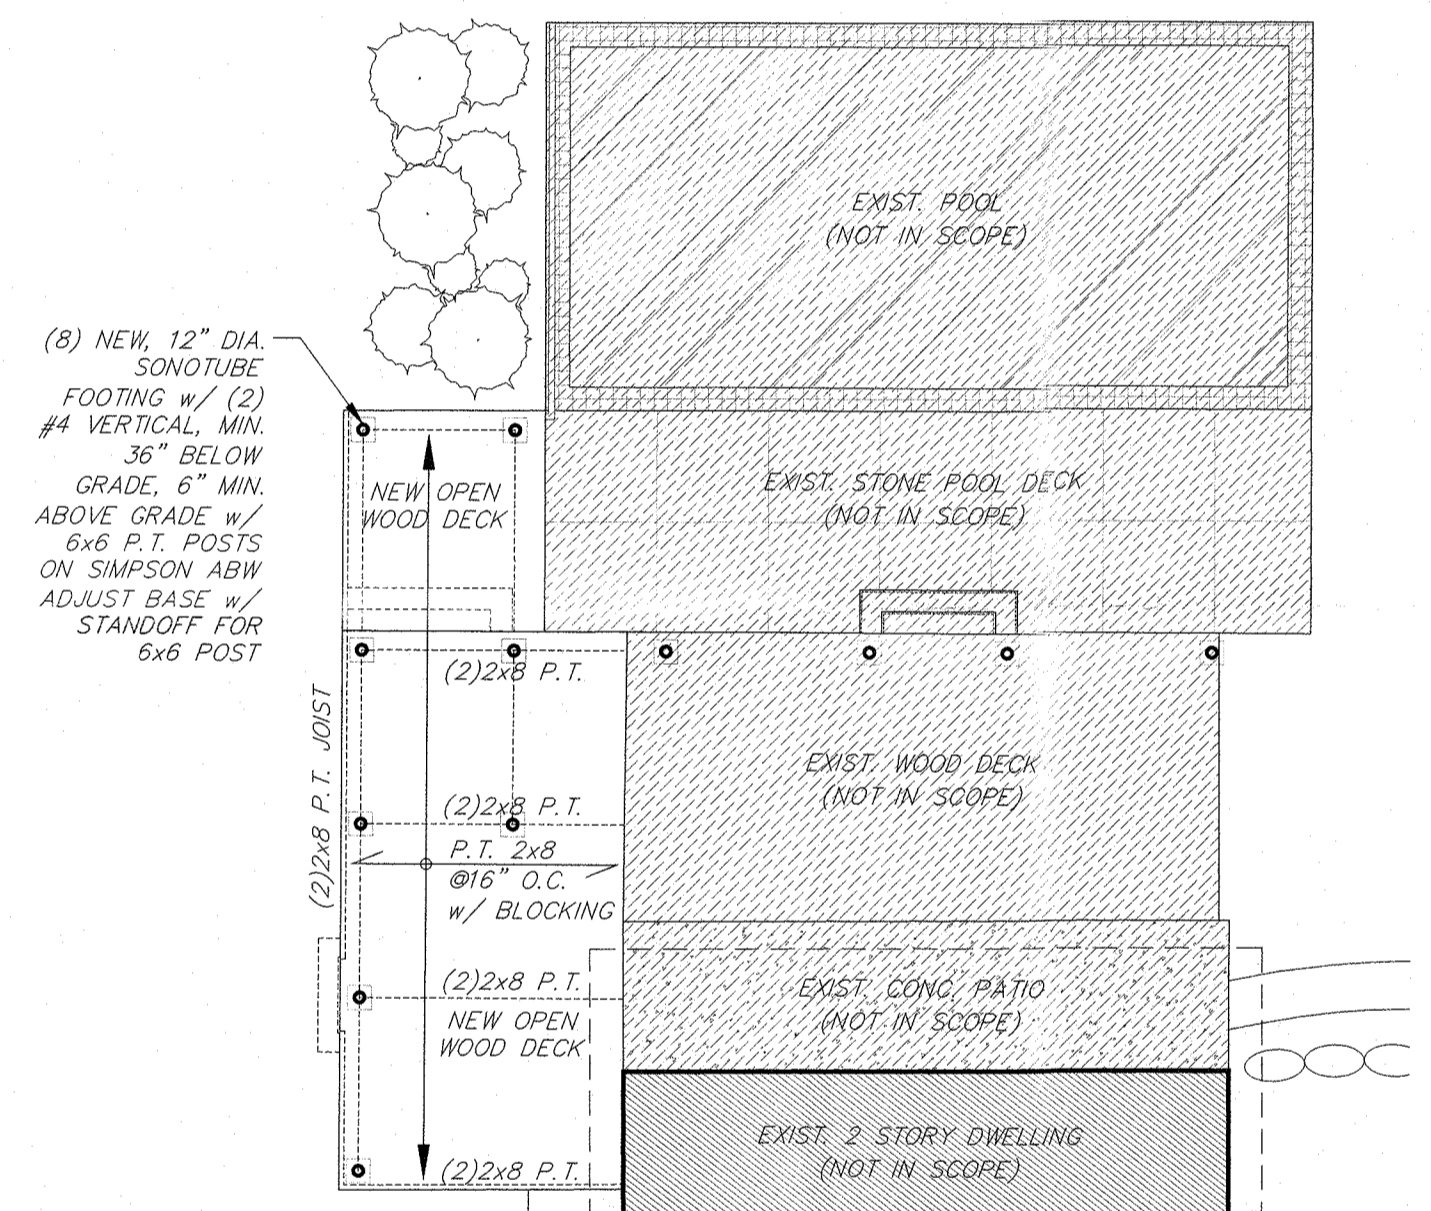 EXIST. POOL
(NOT IN SCOPE)
(8) NEW, 12" DIA.
SONOTUBE
FOOTING w/ (2)
#4 VERTICAL, MIN.
36" BELOW
GRADE, 6" MIN.
ABOVE GRADE w/
6x6 P.T. POSTS
ON SIMPSON ABW
ADJUST BASE w/
STANDOFF FOR
6x6 POST
NEW OPEN
WOOD DECK
EXIST. STONE POOL DECK
(NOT IN SCOPE)
(2)2x8 P.T.
(2)2x8 P.T. JOIST
EXIST. WOOD DECK
(NOT IN SCOPE)
(2)2x8 P.T.
P.T. 2x8
@16" O.C.
w/ BLOCKING
(2)2x8 P.T.
NEW OPEN
WOOD DECK
EXIST. CONC. PATIO
(NOT IN SCOPE)
EXIST. 2 STORY DWELLING
(NOT IN SCOPE)
(2)2x8 P.T.